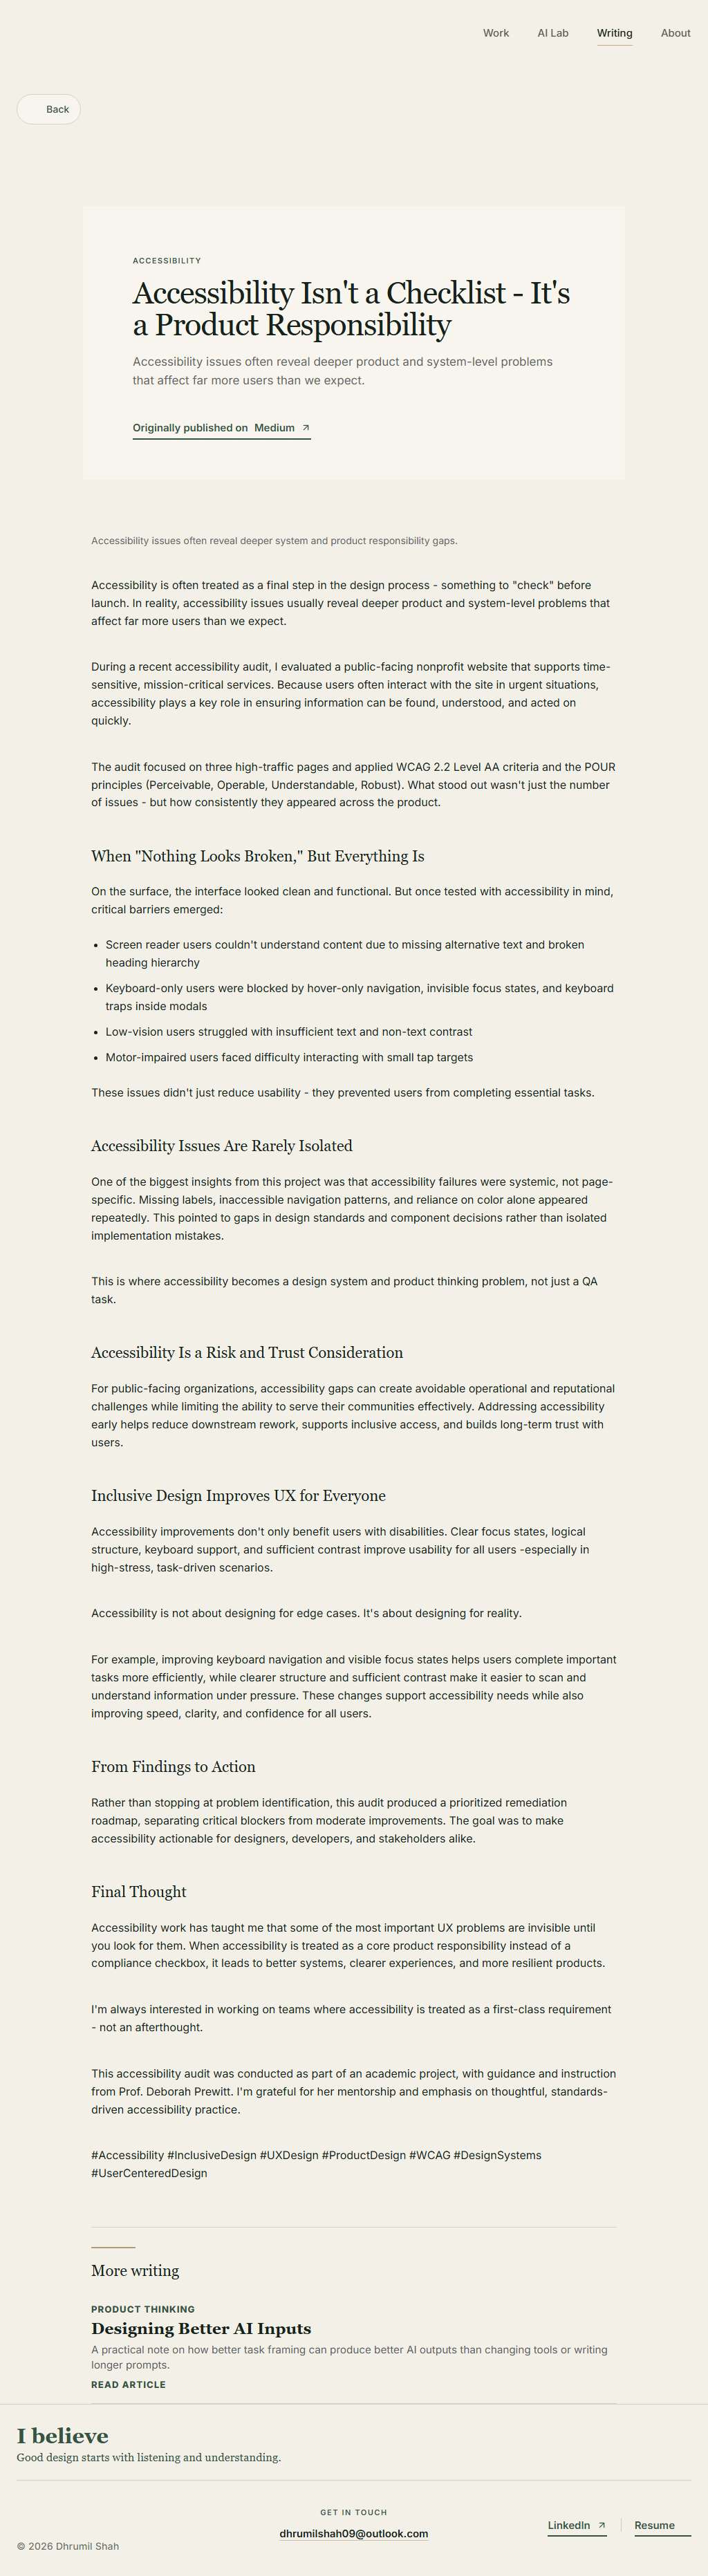 Work AI Lab Writing About
Back
ACCESSIBILITY
Accessibility Isn't a Checklist - It's
a Product Responsibility
Accessibility issues often reveal deeper product and system-level problems
that affect far more users than we expect.
Originally published on Medium
Accessibility issues often reveal deeper system and product responsibility gaps.
Accessibility is often treated as a final step in the design process - something to "check" before
launch. In reality, accessibility issues usually reveal deeper product and system-level problems that
affect far more users than we expect.
During a recent accessibility audit, I evaluated a public-facing nonprofit website that supports time-
sensitive, mission-critical services. Because users often interact with the site in urgent situations,
accessibility plays a key role in ensuring information can be found, understood, and acted on
quickly.
The audit focused on three high-traffic pages and applied WCAG 2.2 Level AA criteria and the POUR
principles (Perceivable, Operable, Understandable, Robust). What stood out wasn't just the number
of issues - but how consistently they appeared across the product.
When "Nothing Looks Broken," But Everything Is
On the surface, the interface looked clean and functional. But once tested with accessibility in mind,
critical barriers emerged:
• Screen reader users couldn't understand content due to missing alternative text and broken
heading hierarchy
• Keyboard-only users were blocked by hover-only navigation, invisible focus states, and keyboard
traps inside modals
• Low-vision users struggled with insufficient text and non-text contrast
• Motor-impaired users faced difficulty interacting with small tap targets
These issues didn't just reduce usability - they prevented users from completing essential tasks.
Accessibility Issues Are Rarely Isolated
One of the biggest insights from this project was that accessibility failures were systemic, not page-
specific. Missing labels, inaccessible navigation patterns, and reliance on color alone appeared
repeatedly. This pointed to gaps in design standards and component decisions rather than isolated
implementation mistakes.
This is where accessibility becomes a design system and product thinking problem, not just a QA
task.
Accessibility Is a Risk and Trust Consideration
For public-facing organizations, accessibility gaps can create avoidable operational and reputational
challenges while limiting the ability to serve their communities effectively. Addressing accessibility
early helps reduce downstream rework, supports inclusive access, and builds long-term trust with
users.
Inclusive Design Improves UX for Everyone
Accessibility improvements don't only benefit users with disabilities. Clear focus states, logical
structure, keyboard support, and sufficient contrast improve usability for all users -especially in
high-stress, task-driven scenarios.
Accessibility is not about designing for edge cases. It's about designing for reality.
For example, improving keyboard navigation and visible focus states helps users complete important
tasks more efficiently, while clearer structure and sufficient contrast make it easier to scan and
understand information under pressure. These changes support accessibility needs while also
improving speed, clarity, and confidence for all users.
From Findings to Action
Rather than stopping at problem identification, this audit produced a prioritized remediation
roadmap, separating critical blockers from moderate improvements. The goal was to make
accessibility actionable for designers, developers, and stakeholders alike.
Final Thought
Accessibility work has taught me that some of the most important UX problems are invisible until
you look for them. When accessibility is treated as a core product responsibility instead of a
compliance checkbox, it leads to better systems, clearer experiences, and more resilient products.
I'm always interested in working on teams where accessibility is treated as a first-class requirement
- not an afterthought.
This accessibility audit was conducted as part of an academic project, with guidance and instruction
from Prof. Deborah Prewitt. I'm grateful for her mentorship and emphasis on thoughtful, standards-
driven accessibility practice.
#Accessibility #InclusiveDesign #UXDesign #ProductDesign #WCAG #DesignSystems
#UserCenteredDesign
More writing
PRODUCT THINKING
Designing Better AI Inputs
A practical note on how better task framing can produce better AI outputs than changing tools or writing
longer prompts.
READ ARTICLE
I believe
Good design starts with listening and understanding.
GET IN TOUCH
dhrumilshah09@outlook.com
LinkedIn Resume
© 2026 Dhrumil Shah